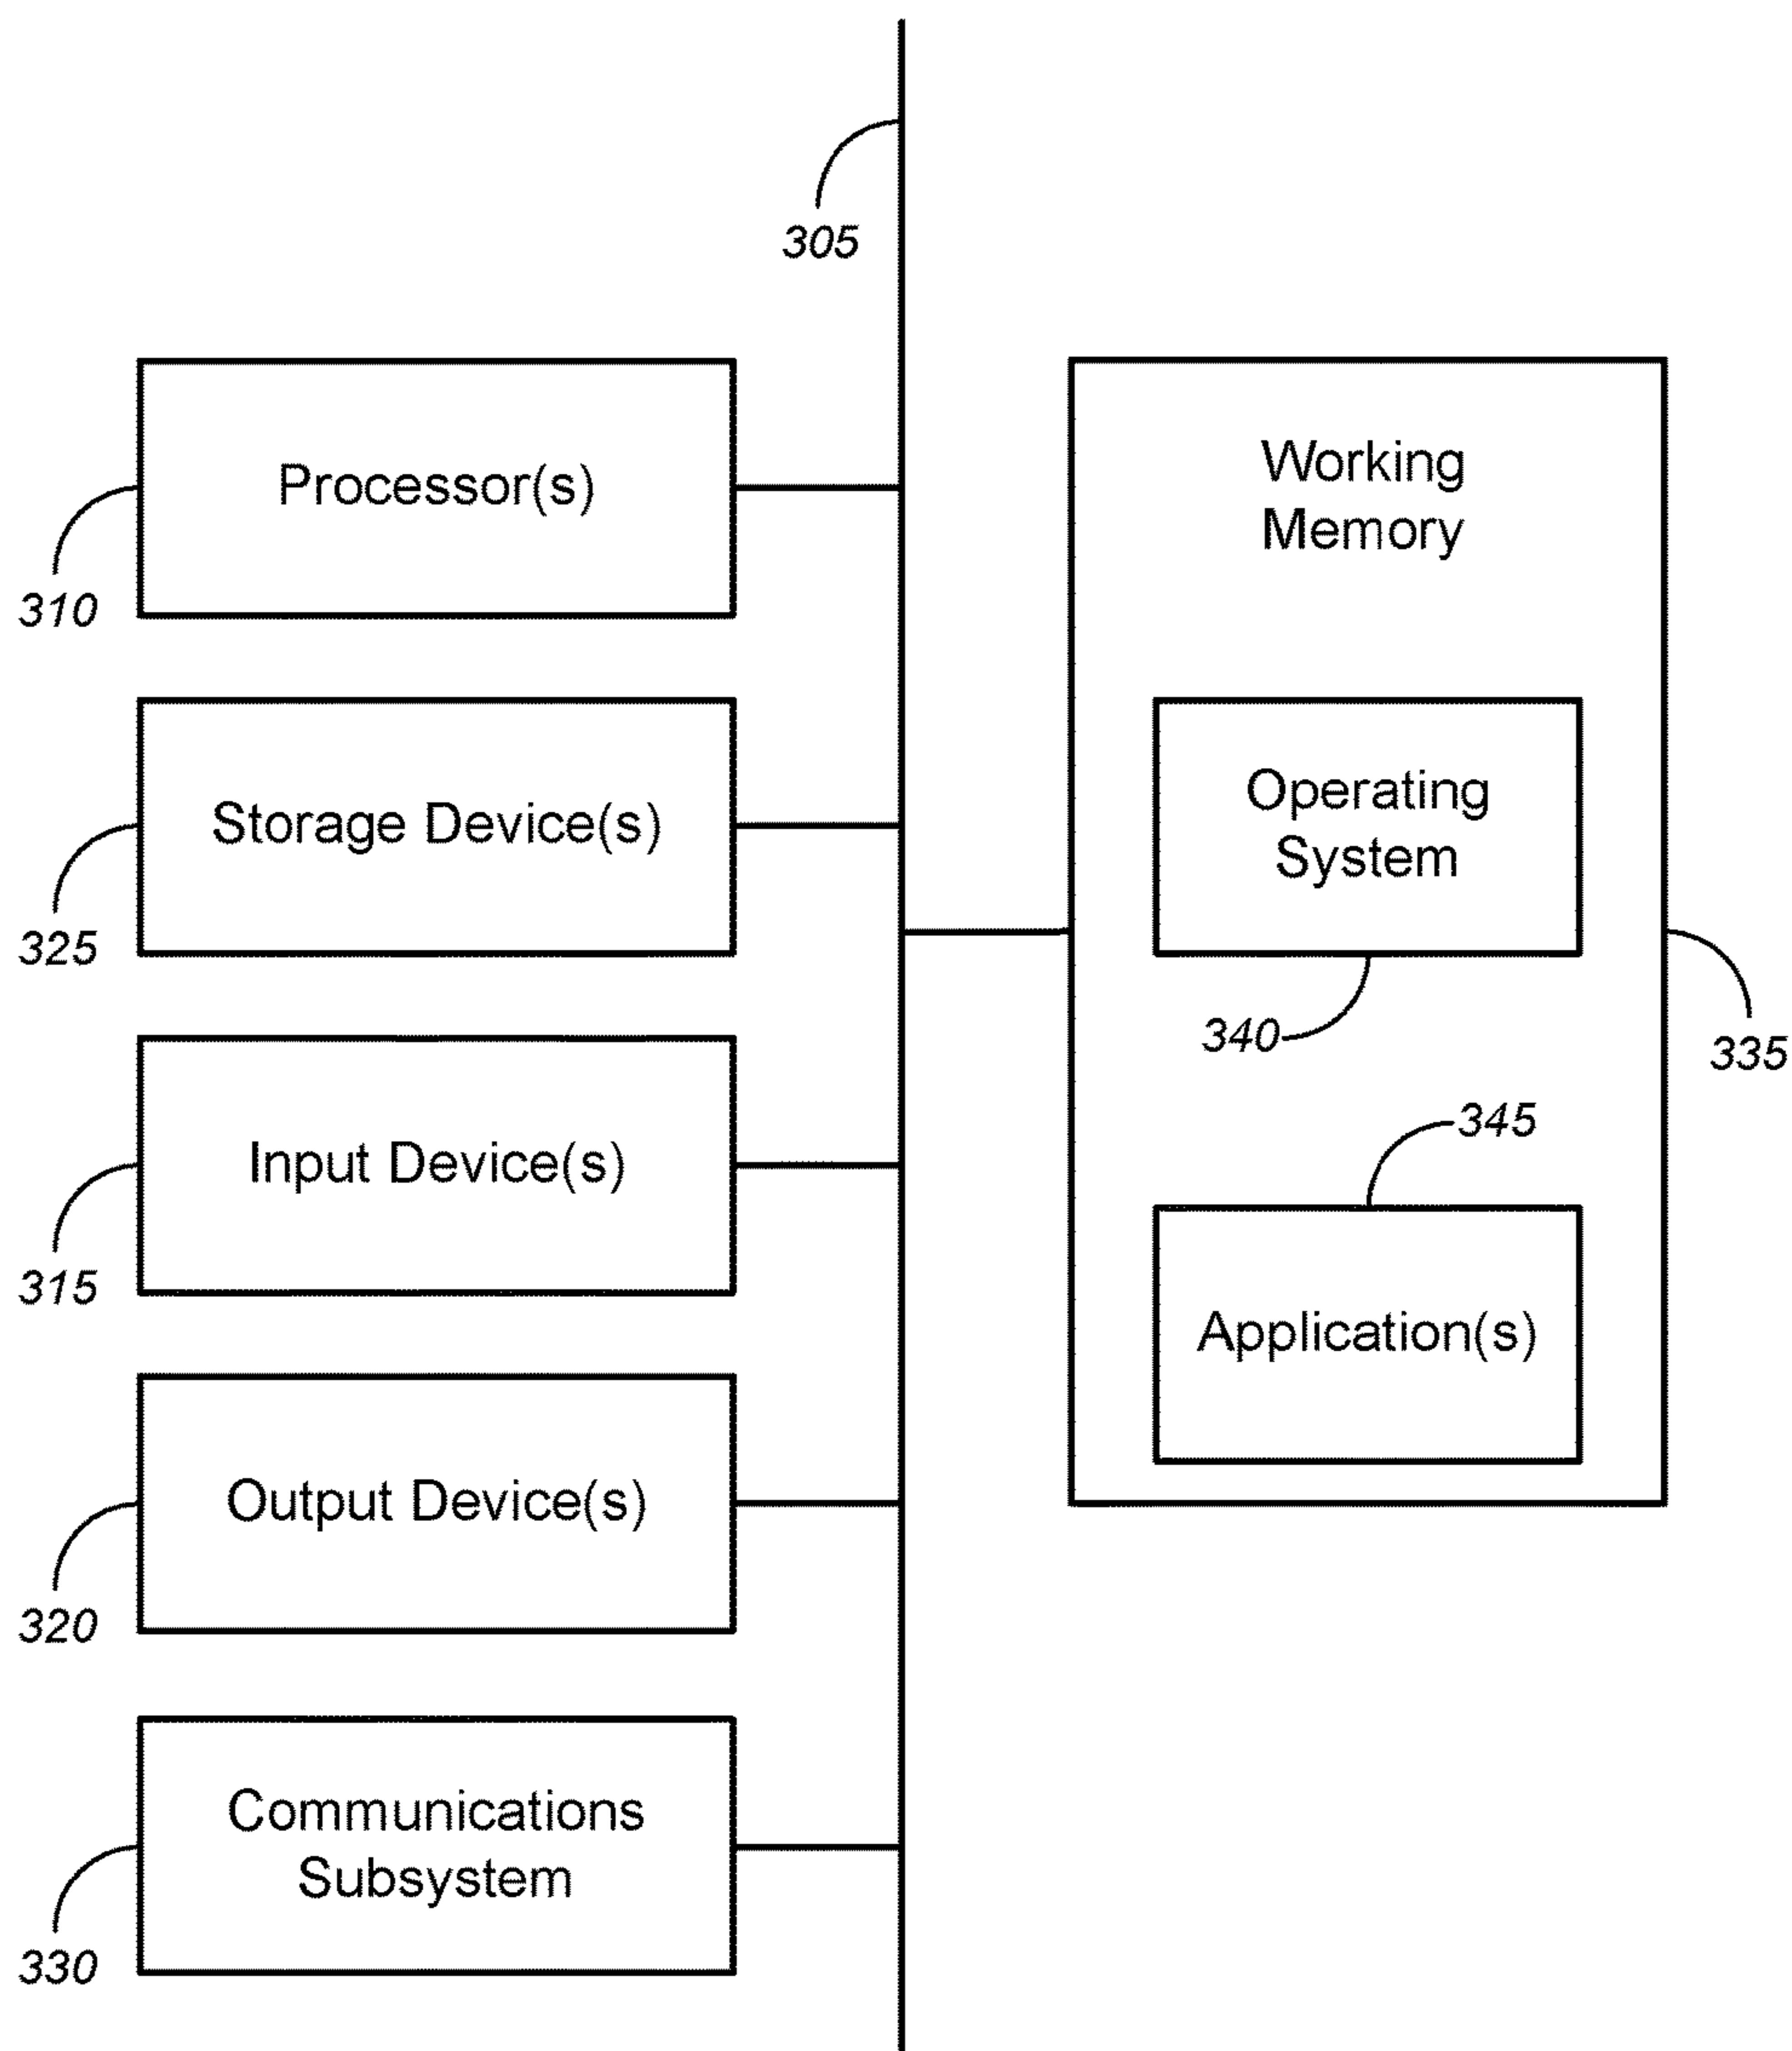 305
Processor(s)
310
Storage Device(s)
325
Input Device(s)
315
Output Device(s)
320
Communications
Subsystem
330
Working
Memory
Operating
System
340
335
345
Application(s)